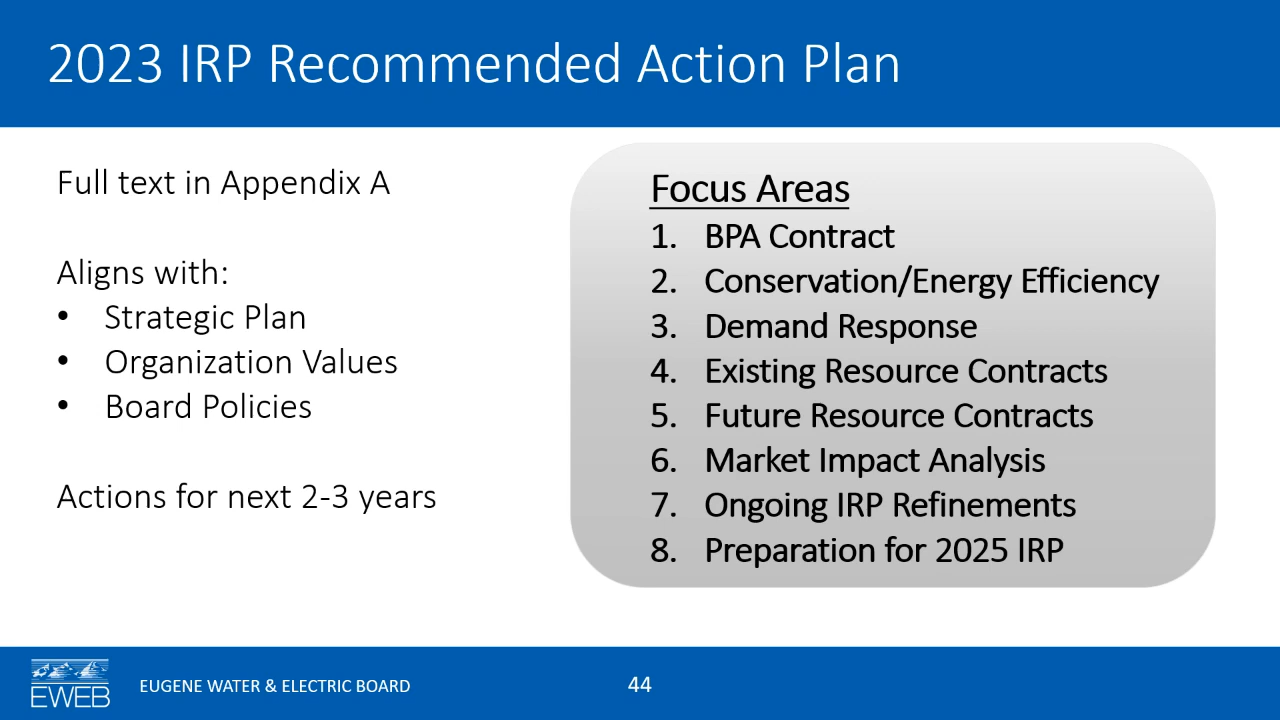 2023 IRP Recommended Action Plan
Full text in Appendix A
Aligns with:
• Strategic Plan
• Organization Values
• Board Policies
Actions for next 2-3 years
Focus Areas
1. BPA Contract
2. Conservation/Energy Efficiency
3. Demand Response
4. Existing Resource Contracts
5. Future Resource Contracts
6. Market Impact Analysis
7. Ongoing IRP Refinements
8. Preparation for 2025 IRP
EWEB
EUGENE WATER & ELECTRIC BOARD
44